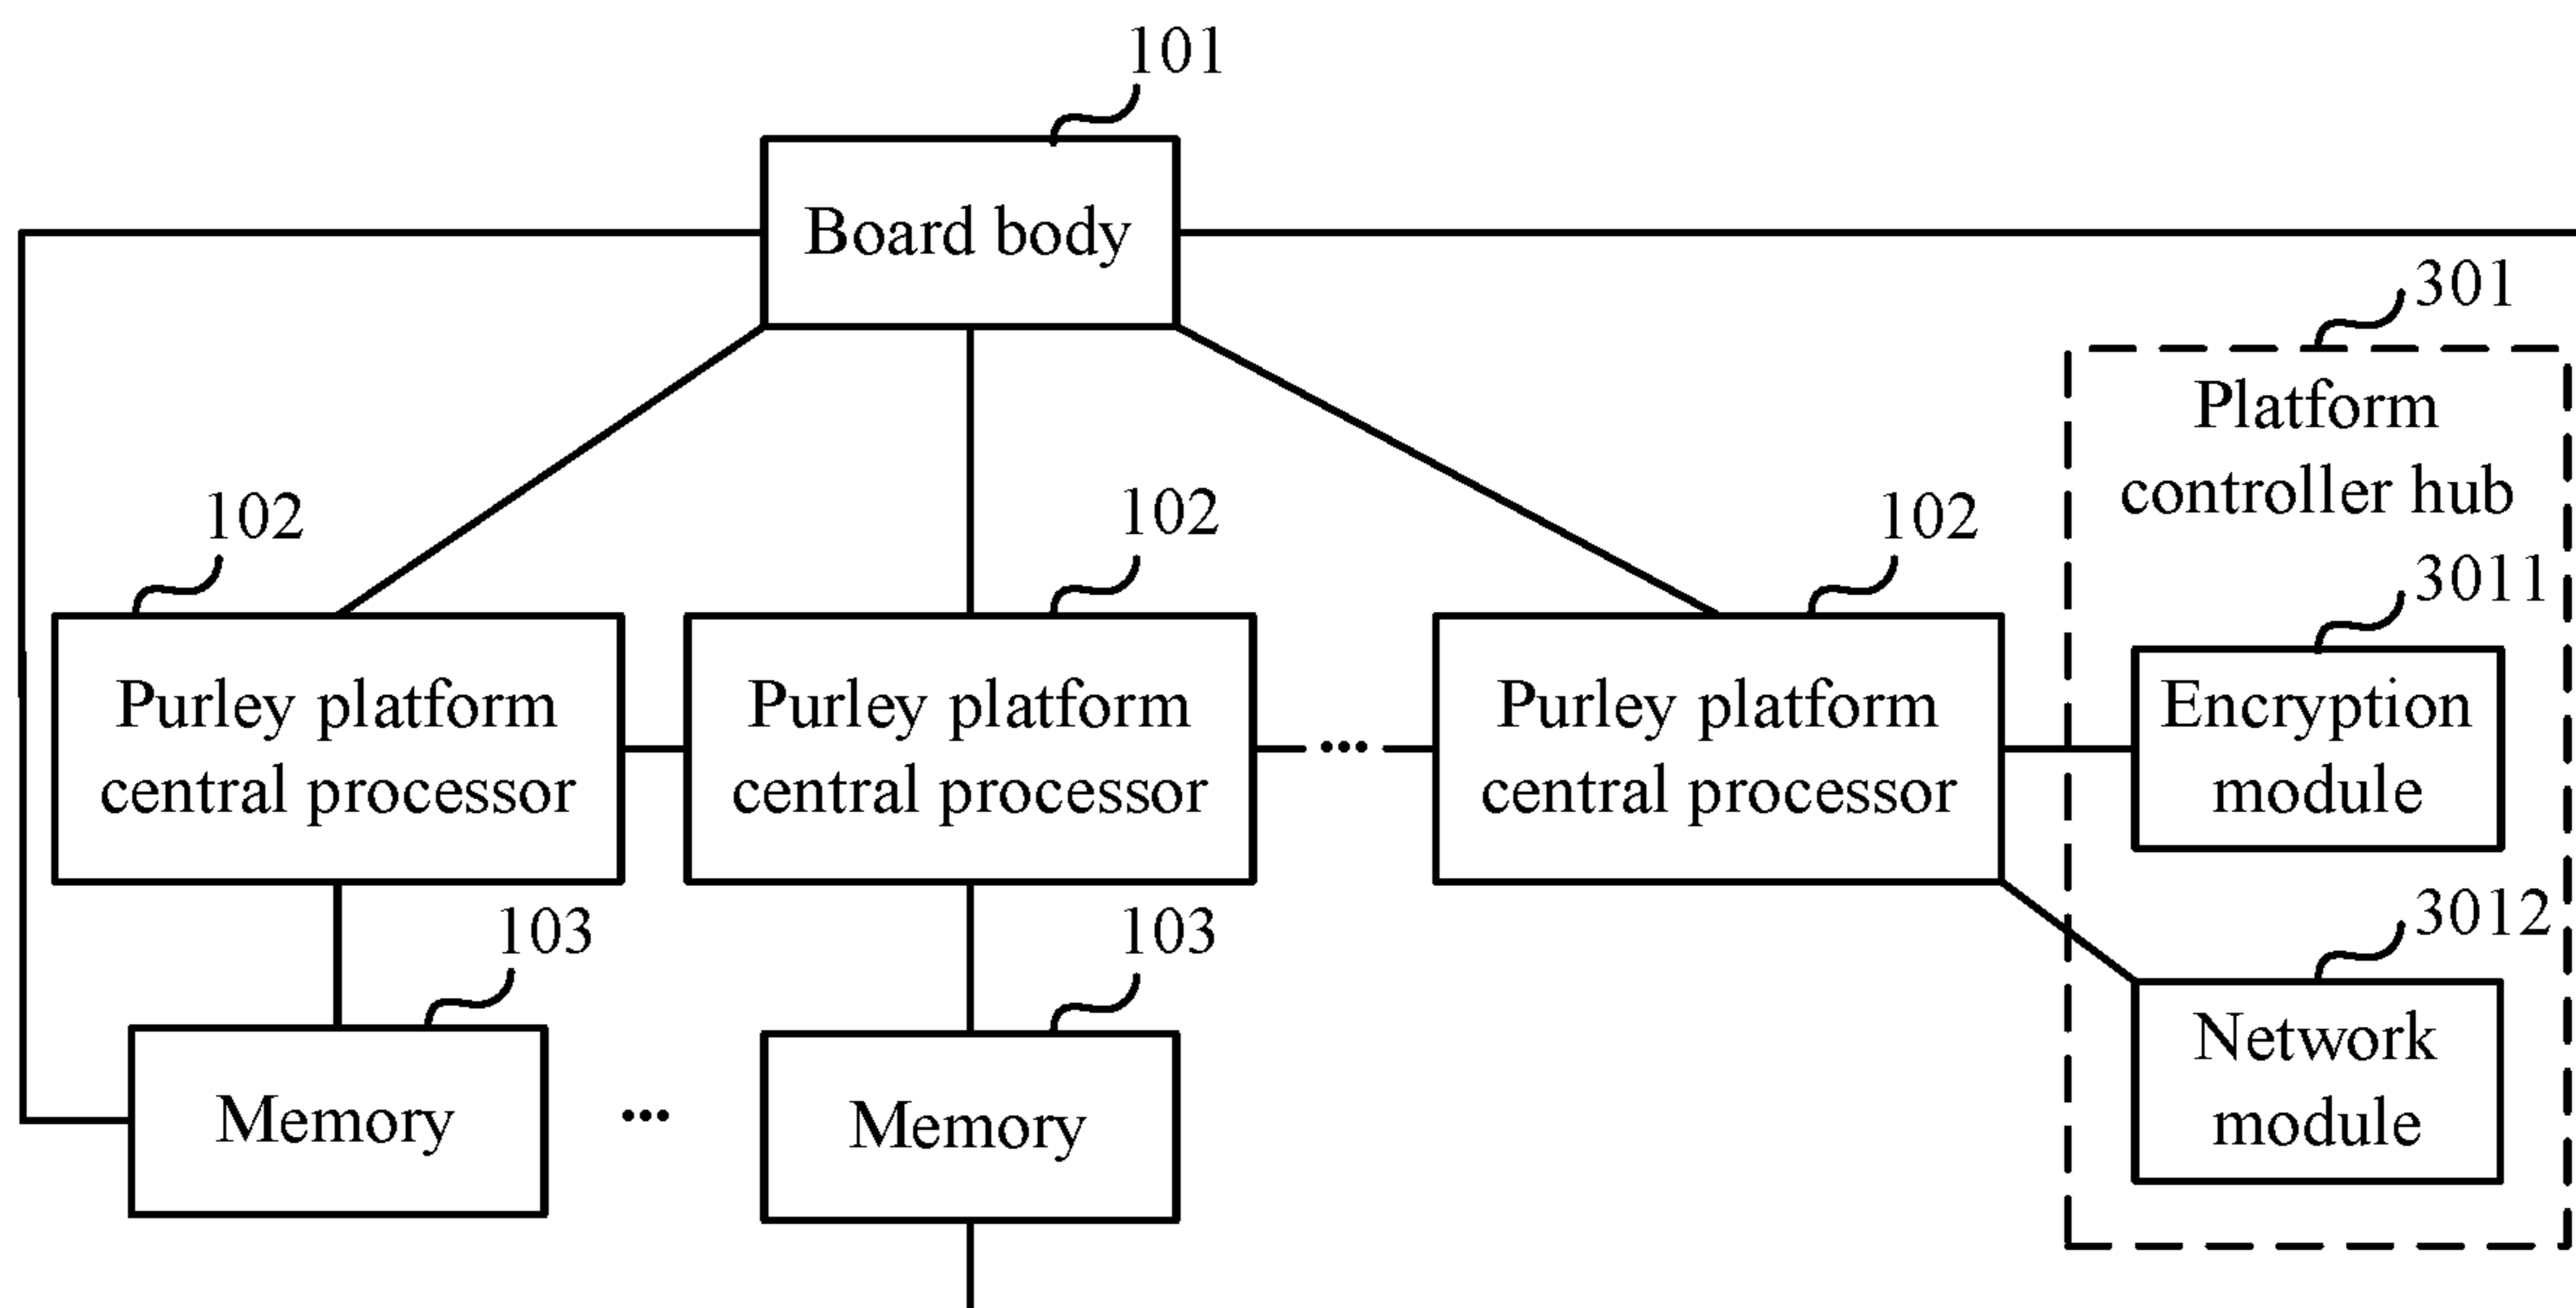 101
Board body
301
Platform
controller hub
102
102
102
3011
Purley platform
central processor
Purley platform
central processor
...
Purley platform
central processor
Encryption
module
103
103
3012
Memory
...
Memory
Network
module